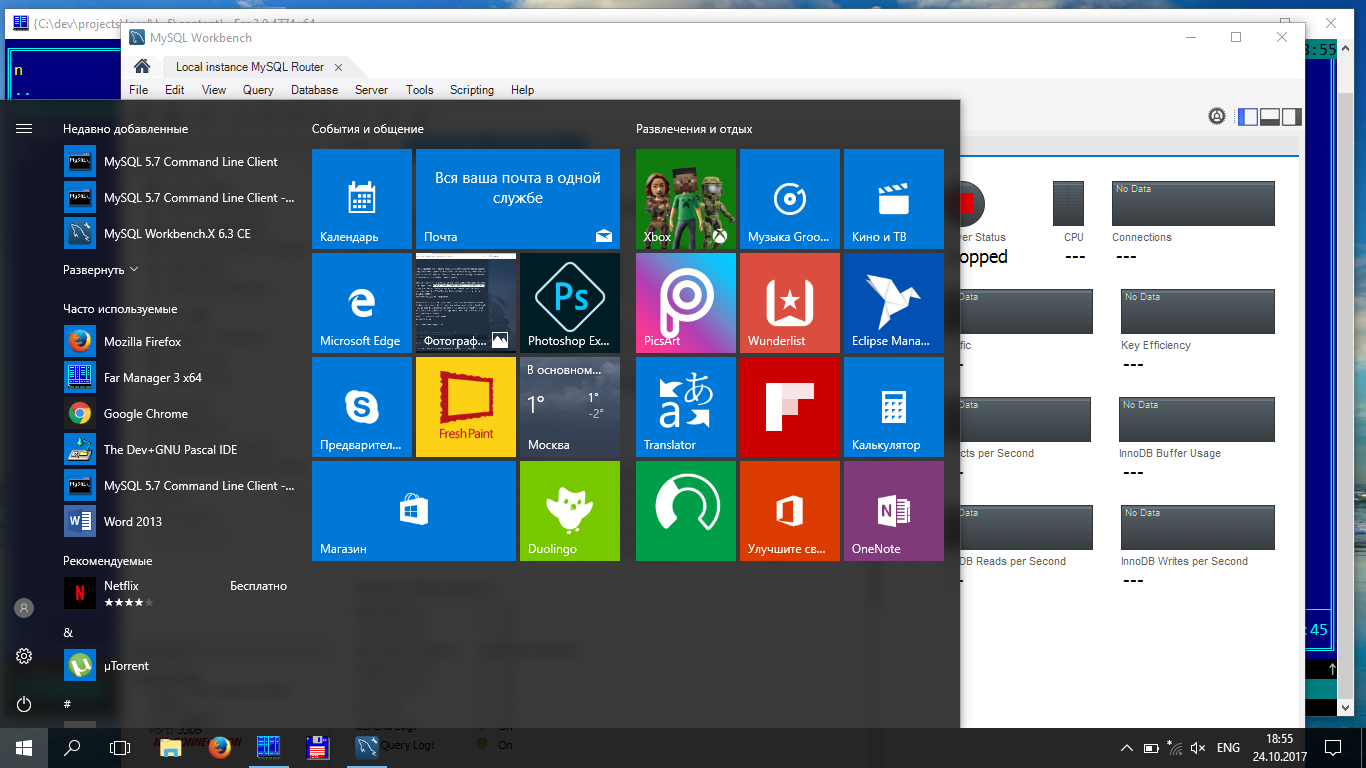 {C:\dev\projects
Far 3.0.4774 x64
MySQL Workbench
Local instance MySQL Router
File Edit View Query Database Server Tools Scripting Help
n
..
:55
Недавно добавленные
MySQL 5.7 Command Line Client
MySQL 5.7 Command Line Client -...
MySQL Workbench.X 6.3 CE
Развернуть
Часто используемые
Mozilla Firefox
Far Manager 3 x64
Google Chrome
The Dev+GNU Pascal IDE
MySQL 5.7 Command Line Client -...
Word 2013
Рекомендуемые
Netflix
Бесплатно
&
µTorrent
#
События и общение
Календарь
Вся ваша почта в одной
службе
Почта
Microsoft Edge
Фотограф...
Ps
Photoshop Ex...
Предварител...
FreshPaint
В основном...
1°
1°
-2°
Москва
Магазин
Duolingo
Развлечения и отдых
Xbox
Музыка Groo...
Кино и ТВ
PicsArt
Wunderlist
Eclipse Mana...
Translator
Калькулятор
Улучшите св...
OneNote
No Data
er Status
opped
CPU
---
Connections
---
Data
No Data
fic
Key Efficiency
---
Data
No Data
cts per Second
InnoDB Buffer Usage
---
Data
No Data
DB Reads per Second
InnoDB Writes per Second
---
:45
Port: 3306
General Log: On
Query Log: On
ENG
18:55
24.10.2017